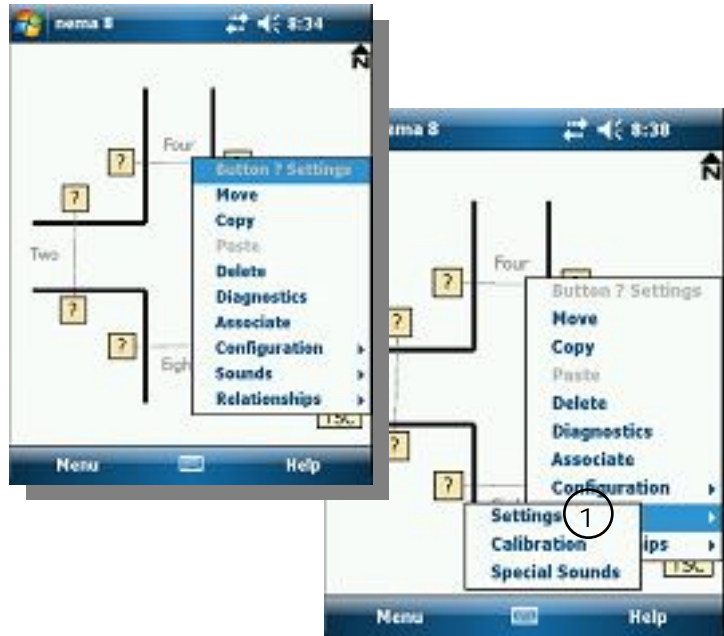 nema 8 8:34
N
Four
?
?
Button ? Settings
Move
Two
Copy
Paste
Delete
?
Diagnostics
?
Associate
Configuration
Eigh
Sounds
Relationships
TSC
Menu Help
ema 8 8:38
N
Four
?
Button ? Settings
?
Move
Copy
Paste
Delete
?
Diagnostics
Associate
?
Configuration
Settings 1
Calibration ips
Special Sounds
TSC
Menu Help